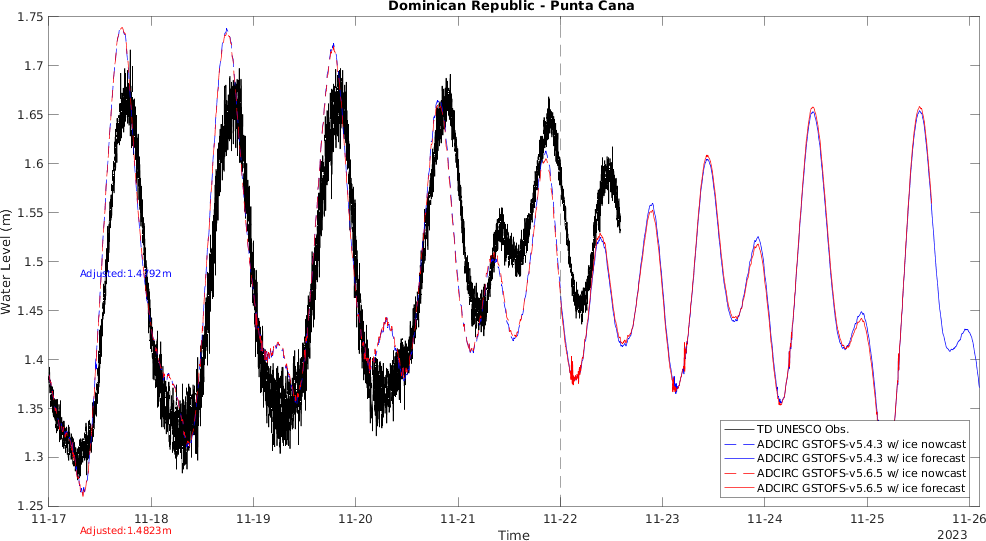 Dominican Republic - Punta Cana
1.75
1.7
1.65
1.6
1.55
1.5
1.45
1.4
1.35
1.3
1.25
Water Level (m)
Adjusted:1.4792m
Adjusted:1.4823m
TD UNESCO Obs.
ADCIRC GSTOFS-v5.4.3 w/ ice nowcast
ADCIRC GSTOFS-v5.4.3 w/ ice forecast
ADCIRC GSTOFS-v5.6.5 w/ ice nowcast
ADCIRC GSTOFS-v5.6.5 w/ ice forecast
11-17 11-18 11-19 11-20 11-21 11-22 11-23 11-24 11-25 11-26
Time
2023